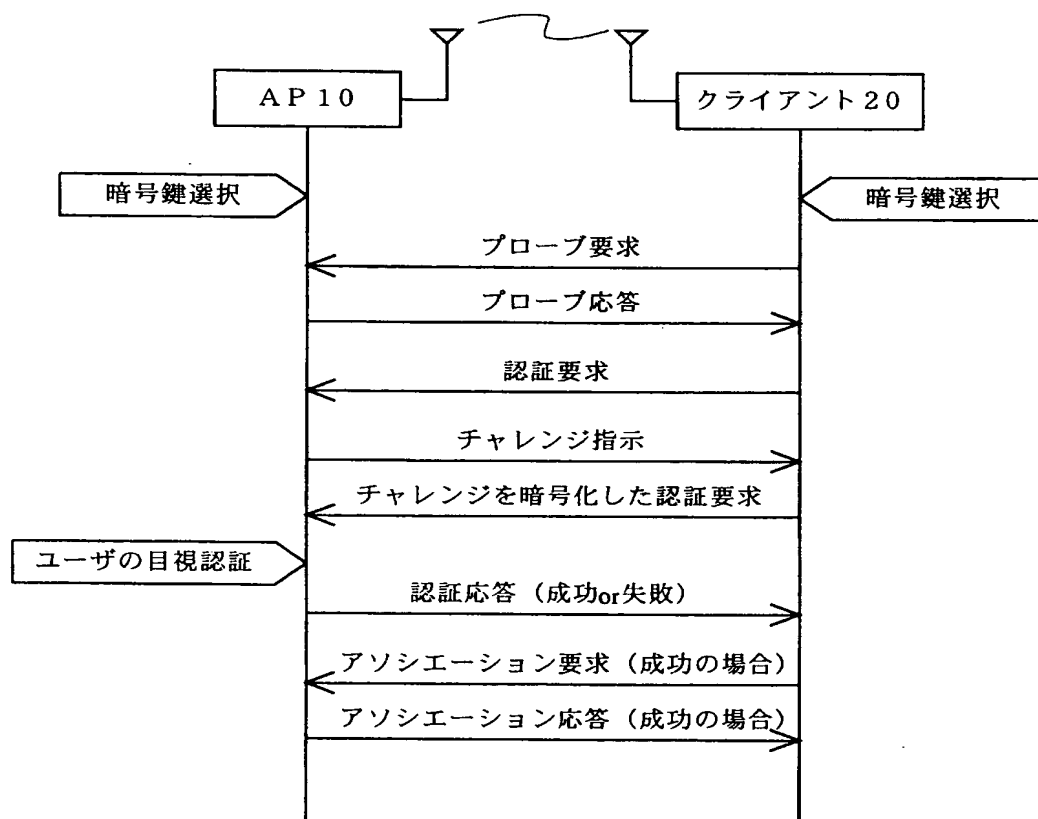 AP10
クライアント20
暗号鍵選択
暗号鍵選択
プローブ要求
プローブ応答
認証要求
チャレンジ指示
チャレンジを暗号化した認証要求
ユーザの目視認証
認証応答（成功or失敗）
アソシエーション要求（成功の場合）
アソシエーション応答（成功の場合）